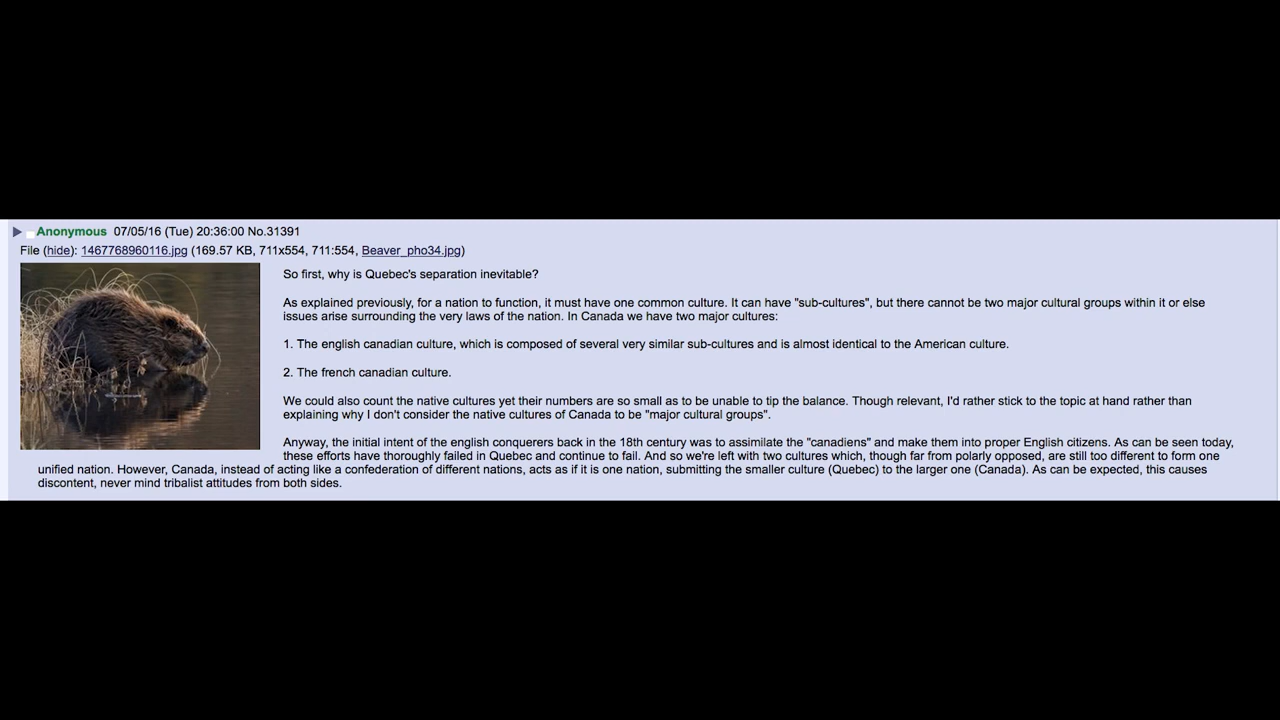 Anonymous 07/05/16 (Tue) 20:36:00 No.31391
File (hide): 1467768960116.jpg (169.57 KB, 711x554, 711:554, Beaver_pho34.jpg)
So first, why is Quebec's separation inevitable?
As explained previously, for a nation to function, it must have one common culture. It can have "sub-cultures", but there cannot be two major cultural groups within it or else
issues arise surrounding the very laws of the nation. In Canada we have two major cultures:
1. The english canadian culture, which is composed of several very similar sub-cultures and is almost identical to the American culture.
2. The french canadian culture.
We could also count the native cultures yet their numbers are so small as to be unable to tip the balance. Though relevant, I'd rather stick to the topic at hand rather than
explaining why I don't consider the native cultures of Canada to be "major cultural groups".
Anyway, the initial intent of the english conquerers back in the 18th century was to assimilate the "canadiens" and make them into proper English citizens. As can be seen today,
these efforts have thoroughly failed in Quebec and continue to fail. And so we're left with two cultures which, though far from polarly opposed, are still too different to form one
unified nation. However, Canada, instead of acting like a confederation of different nations, acts as if it is one nation, submitting the smaller culture (Quebec) to the larger one (Canada). As can be expected, this causes
discontent, never mind tribalist attitudes from both sides.